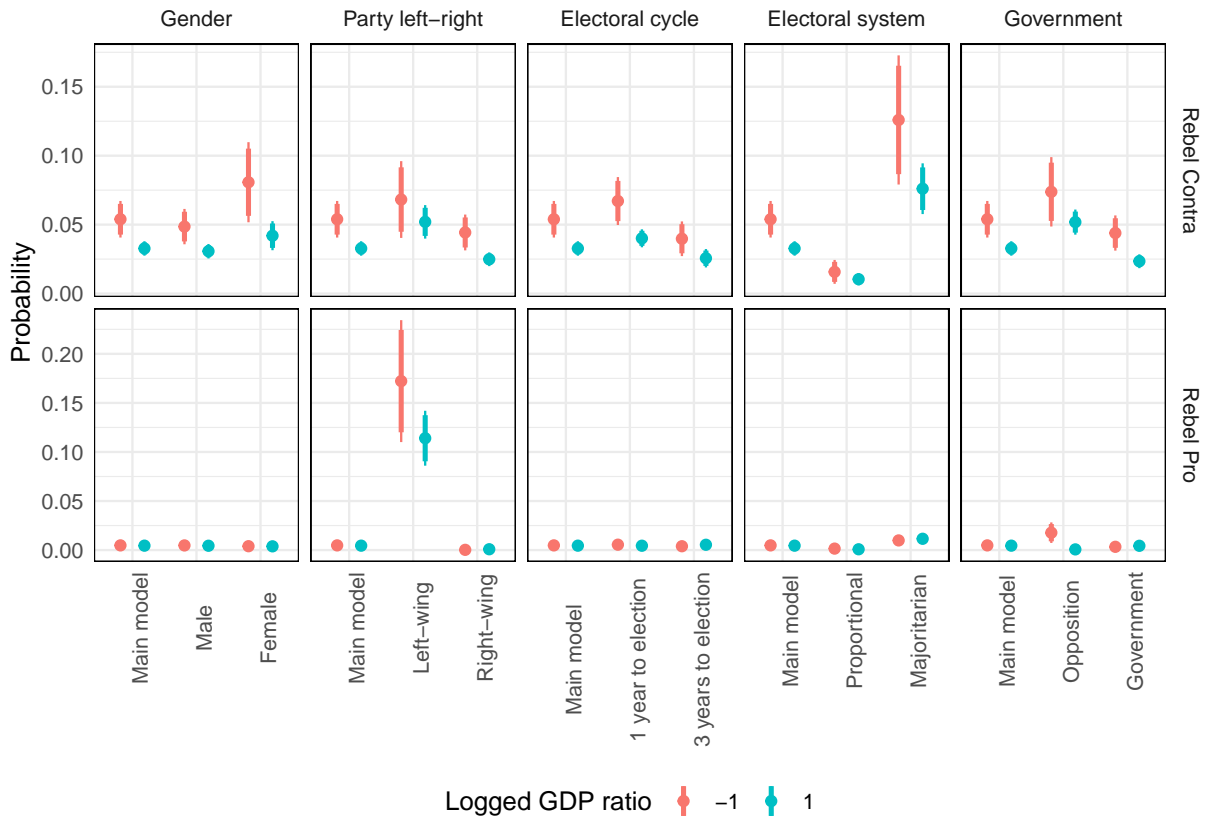 Gender Party left−right Electoral cycle Electoral system Government
Probability
0.15
0.10
0.05
0.00
Rebel Contra
0.20
0.15
0.10
0.05
0.00
Rebel Pro
Main model Male Female Main model Left−wing Right−wing Main model 1 year to election 3 years to election Main model Proportional Majoritarian Main model Opposition Government
Logged GDP ratio −1 1